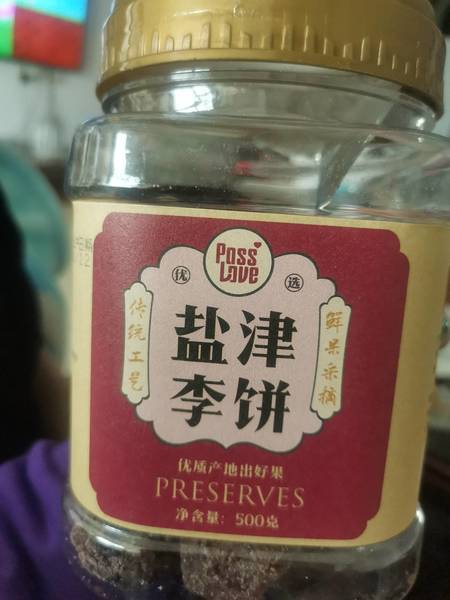 Pass
Love
优 选
盐津
李饼
传统工艺
鲜果采摘
优质产地出好果
PRESERVES
净含量: 500克